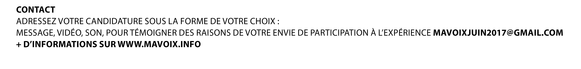 CONTACT
ADRESSEZ VOTRE CANDIDATURE SOUS LA FORME DE VOTRE CHOIX :
MESSAGE, VIDÉO, SON, POUR TÉMOIGNER DES RAISONS DE VOTRE ENVIE DE PARTICIPATION À L'EXPÉRIENCE MAVOIXJUIN2017@GMAIL.COM
+ D'INFORMATIONS SUR WWW.MAVOIX.INFO